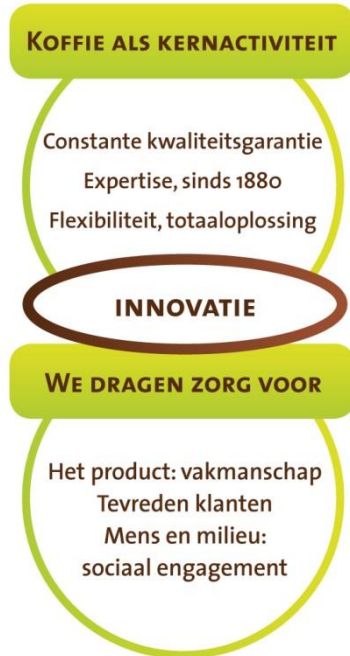 Koffie als kernactiviteit
Constante kwaliteitsgarantie
Expertise, sinds 1880
Flexibiliteit, totaaloplossing
innovatie
We dragen zorg voor
Het product: vakmanschap
Tevreden klanten
Mens en milieu:
sociaal engagement